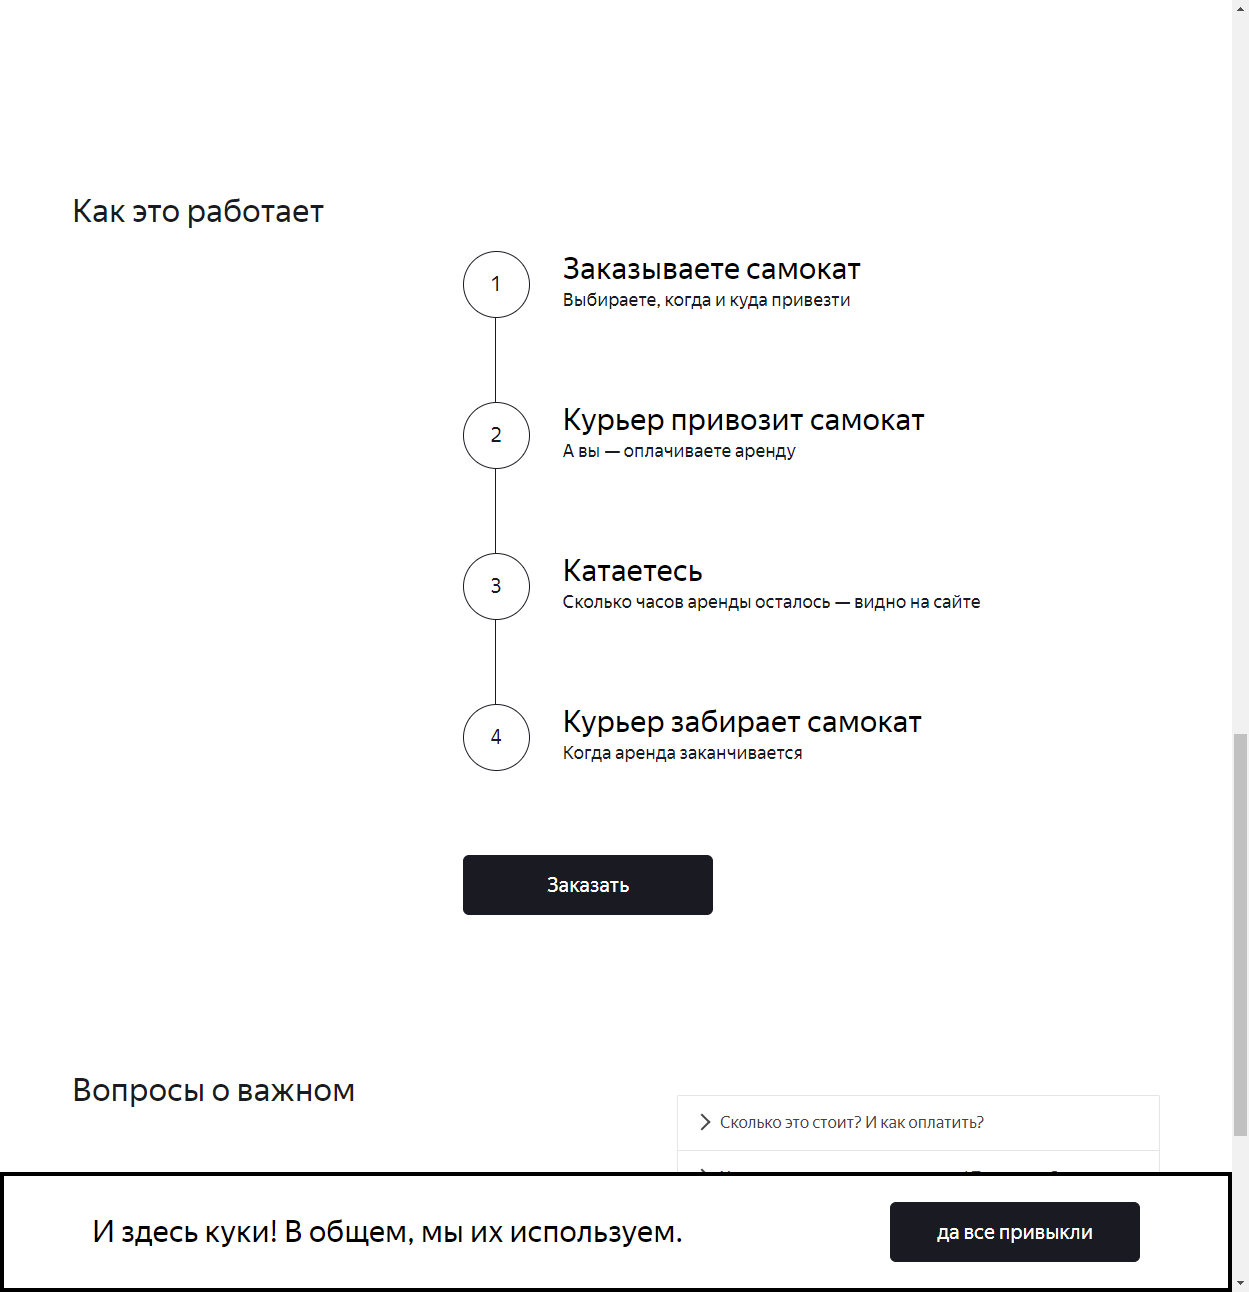 Как это работает
1
Заказываете самокат
Выбираете, когда и куда привезти
2
Курьер привозит самокат
А вы — оплачиваете аренду
3
Катаетесь
Сколько часов аренды осталось — видно на сайте
4
Курьер забирает самокат
Когда аренда заканчивается
Заказать
Вопросы о важном
Сколько это стоит? И как оплатить?
И здесь куки! В общем, мы их используем.
да все привыкли